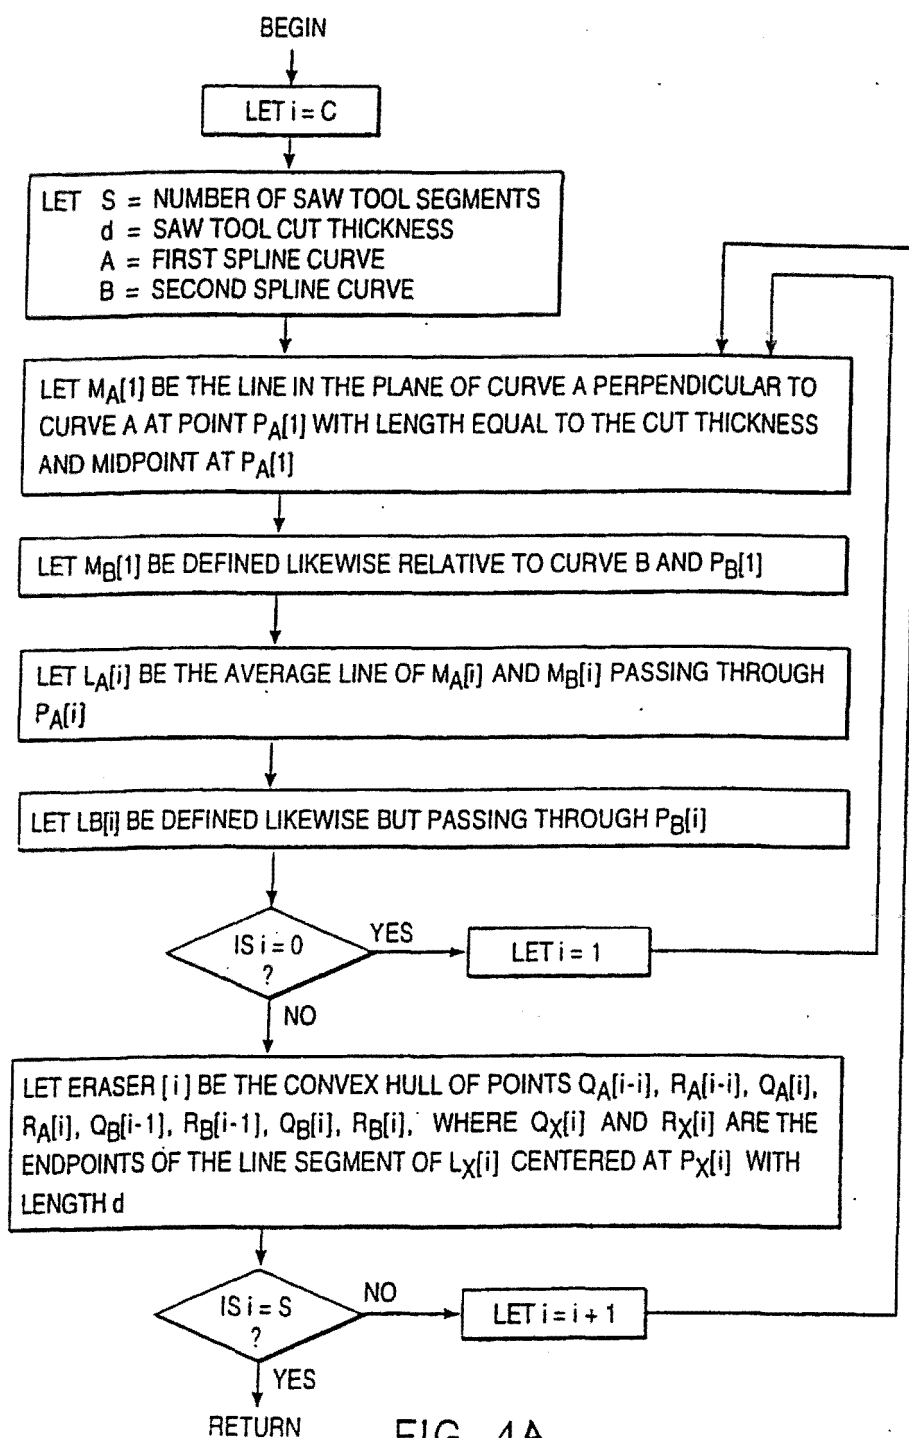 BEGIN
LET i = C
LET S = NUMBER OF SAW TOOL SEGMENTS
d = SAW TOOL CUT THICKNESS
A = FIRST SPLINE CURVE
B = SECOND SPLINE CURVE
LET MA[1] BE THE LINE IN THE PLANE OF CURVE A PERPENDICULAR TO
CURVE A AT POINT PA[1] WITH LENGTH EQUAL TO THE CUT THICKNESS
AND MIDPOINT AT PA[1]
LET MB[1] BE DEFINED LIKEWISE RELATIVE TO CURVE B AND PB[1]
LET LA[i] BE THE AVERAGE LINE OF MA[i] AND MB[i] PASSING THROUGH
PA[i]
LET LB[i] BE DEFINED LIKEWISE BUT PASSING THROUGH PB[i]
IS i = 0
?
YES
LET i = 1
NO
LET ERASER [i] BE THE CONVEX HULL OF POINTS QA[i-i], RA[i-i], QA[i],
RA[i], QB[i-1], RB[i-1], QB[i], RB[i], WHERE QX[i] AND RX[i] ARE THE
ENDPOINTS OF THE LINE SEGMENT OF LX[i] CENTERED AT PX[i] WITH
LENGTH d
IS i = S
?
NO
LET i = i + 1
YES
RETURN
FIG. 4A